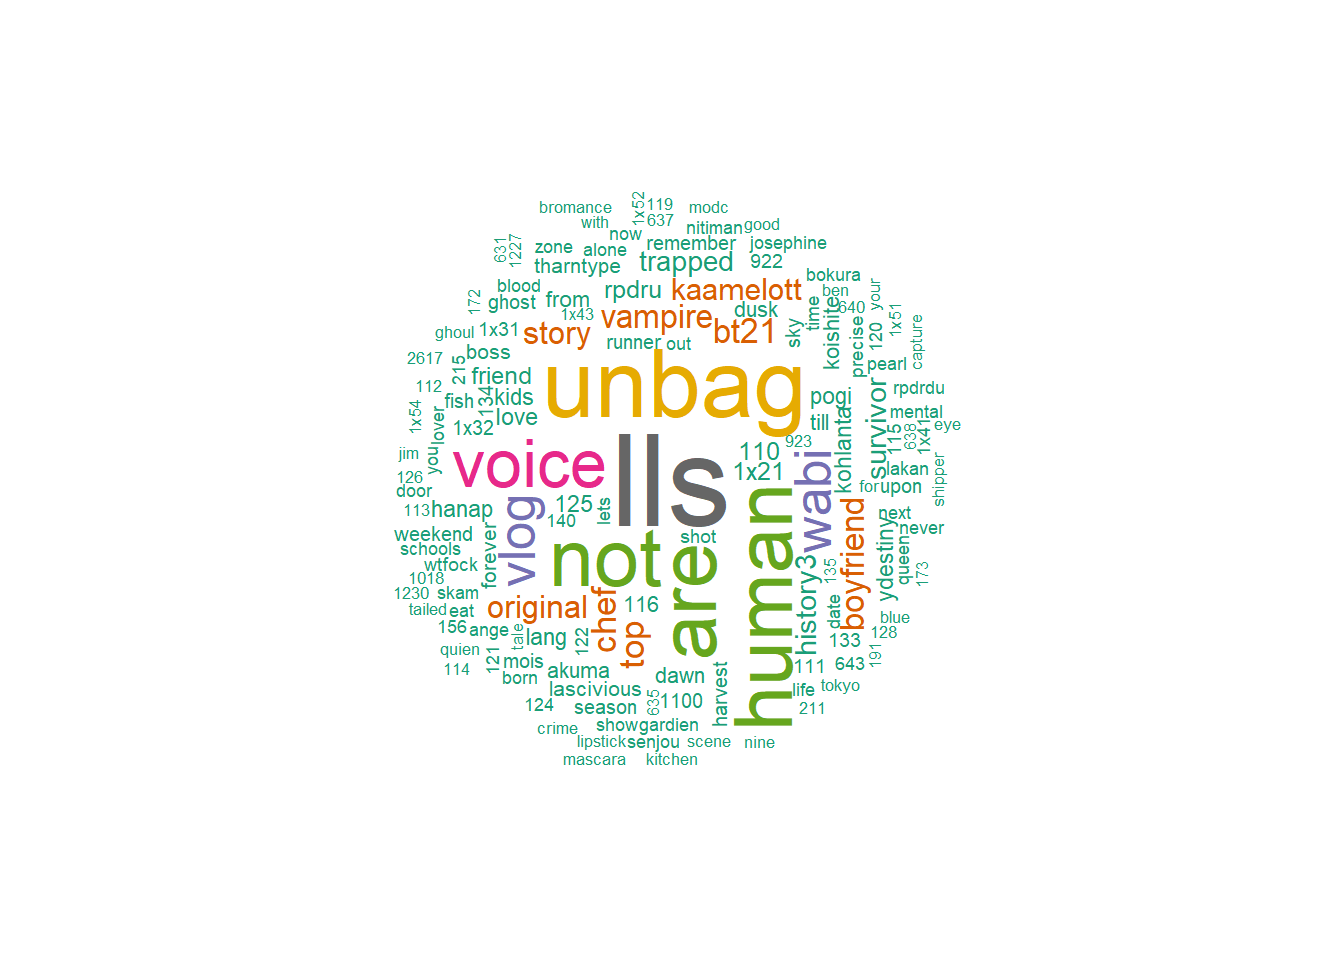 bromance
1x52
119
modc
with
637
good
now
nitiman
631
1227
zone
alone
remember
josephine
tharntype
trapped
922
bokura
172
blood
ghost
from
rpdru
kaamelott
ben
your
1x43
dusk
640
time
1x51
ghoul
1x31
story
vampire
bt21
sky
koishite
120
capture
boss
runner
out
precise
2617
215
friend
unbag
pearl
112
134
kids
pogi
survivor
rpdrdu
fish
love
till
mental
1x54
lover
1x32
kohlanta
115
638
1x41
eye
jim
you
voice
lls
110
923
wabi
lakan
shipper
126
door
1x21
for
upon
113
hanap
vlog
125
lets
human
next
140
boyfriend
never
weekend
forever
not
are
shot
ydestiny
queen
schools
wtfock
history3
135
173
1018
1230
skam
original
chef
116
date
tailed
eat
blue
156
ange
tale
lang
122
top
133
128
quien
121
mois
akuma
dawn
111
643
191
114
born
lascivious
harvest
life
tokyo
124
season
635
1100
211
crime
show
gardien
lipstick
senjou
scene
nine
mascara
kitchen